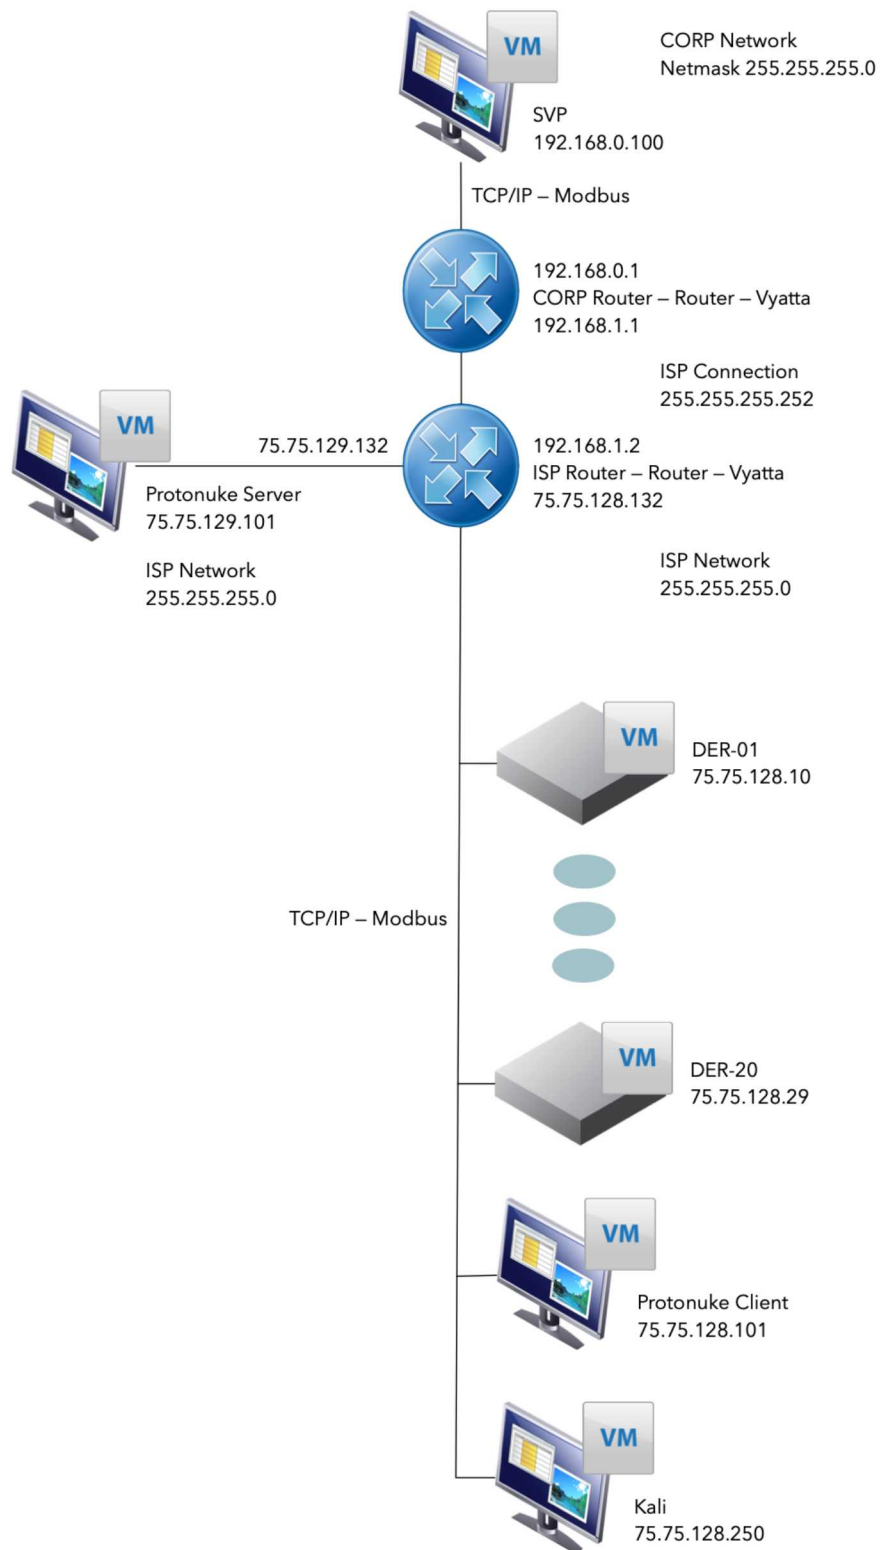 VM
CORP Network
Netmask 255.255.255.0
SVP
192.168.0.100
TCP/IP – Modbus
192.168.0.1
CORP Router – Router – Vyatta
192.168.1.1
ISP Connection
255.255.255.252
VM
75.75.129.132
192.168.1.2
ISP Router – Router – Vyatta
75.75.128.132
Protonuke Server
75.75.129.101
ISP Network
255.255.255.0
ISP Network
255.255.255.0
VM
DER-01
75.75.128.10
TCP/IP – Modbus
VM
DER-20
75.75.128.29
VM
Protonuke Client
75.75.128.101
VM
Kali
75.75.128.250